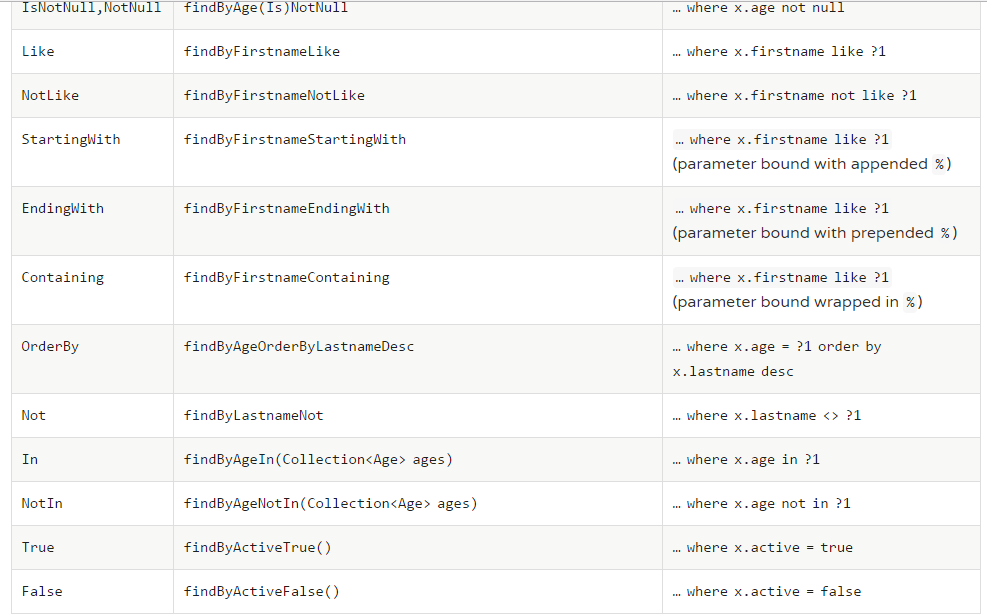 IsNotNull,NotNull findByAge(Is)NotNull … where x.age not null
Like findByFirstnameLike … where x.firstname like ?1
NotLike findByFirstnameNotLike … where x.firstname not like ?1
StartingWith findByFirstnameStartingWith … where x.firstname like ?1
(parameter bound with appended %)
EndingWith findByFirstnameEndingWith … where x.firstname like ?1
(parameter bound with prepended %)
Containing findByFirstnameContaining … where x.firstname like ?1
(parameter bound wrapped in %)
OrderBy findByAgeOrderByLastnameDesc … where x.age = ?1 order by
x.lastname desc
Not findByLastnameNot … where x.lastname <> ?1
In findByAgeIn(Collection<Age> ages) … where x.age in ?1
NotIn findByAgeNotIn(Collection<Age> ages) … where x.age not in ?1
True findByActiveTrue() … where x.active = true
False findByActiveFalse() … where x.active = false